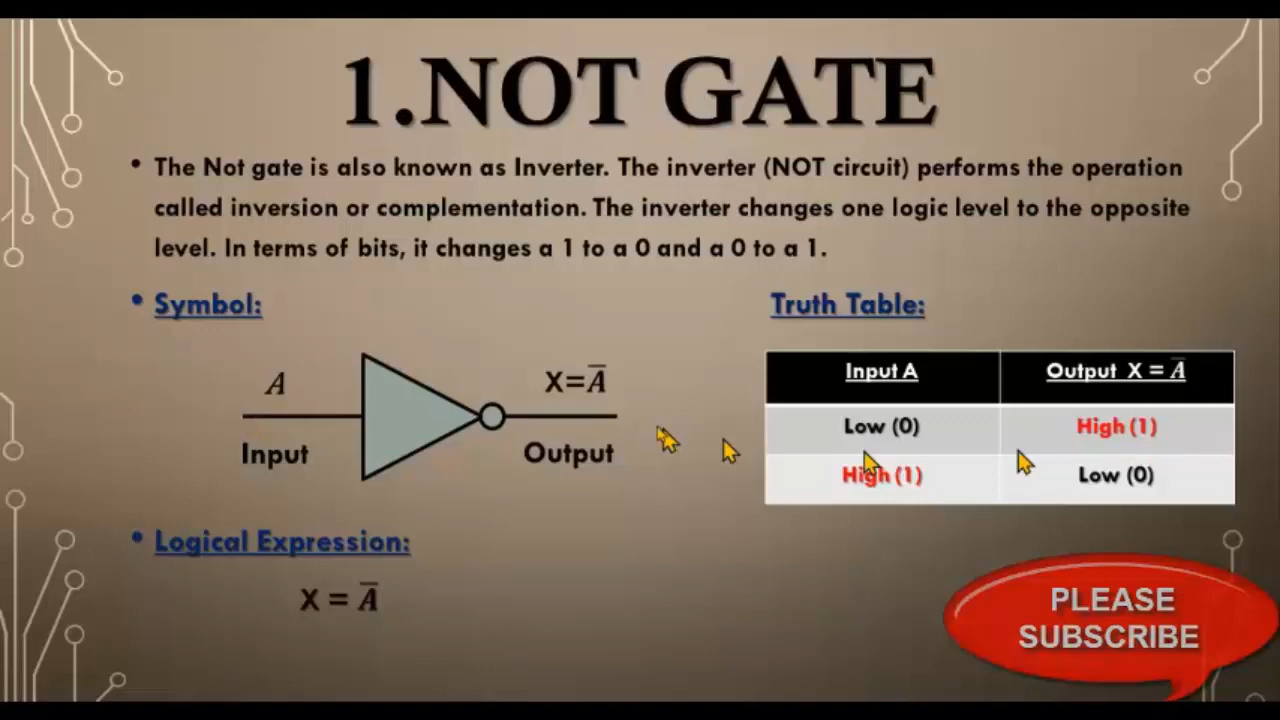 1.NOT GATE
• The Not gate is also known as Inverter. The inverter (NOT circuit) performs the operation
called inversion or complementation. The inverter changes one logic level to the opposite
level. In terms of bits, it changes a 1 to a 0 and a 0 to a 1.
• Symbol:
A
X=A̅
Input
Output
Truth Table:
Input A Output X = A̅
Low (0) High (1)
High (1) Low (0)
• Logical Expression:
X = A̅
PLEASE
SUBSCRIBE